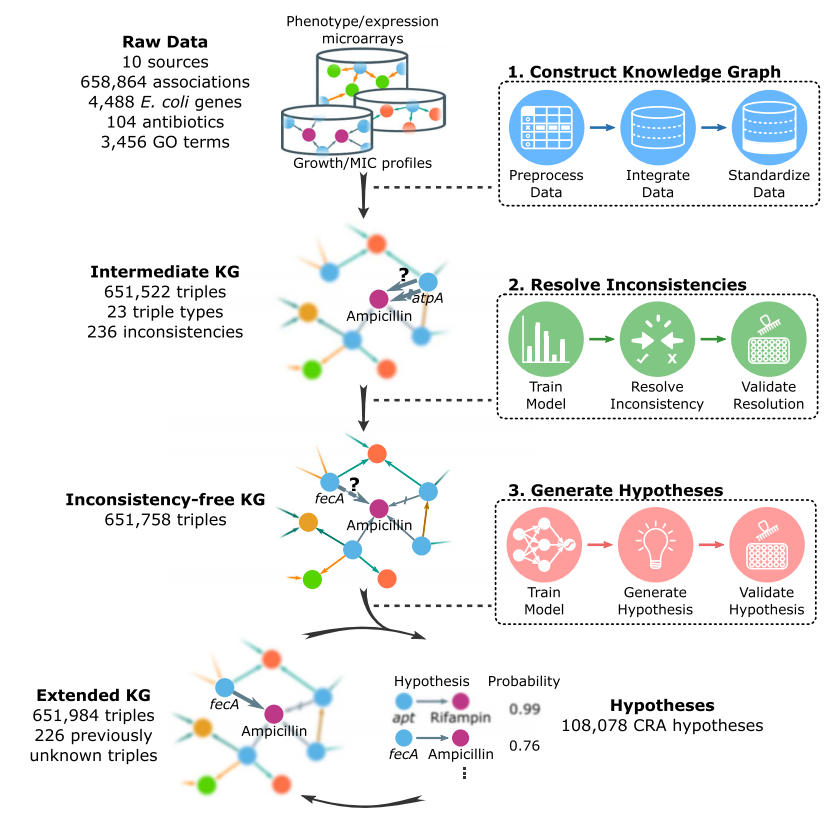 Raw Data
10 sources
658,864 associations
4,488 E. coli genes
104 antibiotics
3,456 GO terms
Phenotype/expression
microarrays
Growth/MIC profiles
1. Construct Knowledge Graph
Preprocess
Data
Integrate
Data
Standardize
Data
Intermediate KG
651,522 triples
23 triple types
236 inconsistencies
?
atpA
Ampicillin
2. Resolve Inconsistencies
Train
Model
Resolve
Inconsistency
Validate
Resolution
Inconsistency-free KG
651,758 triples
?
fecA
Ampicillin
3. Generate Hypotheses
Train
Model
Generate
Hypothesis
Validate
Hypothesis
Extended KG
651,984 triples
226 previously
unknown triples
fecA
Ampicillin
Hypothesis Probability
apt Rifampin 0.99
fecA Ampicillin 0.76
Hypotheses
108,078 CRA hypotheses